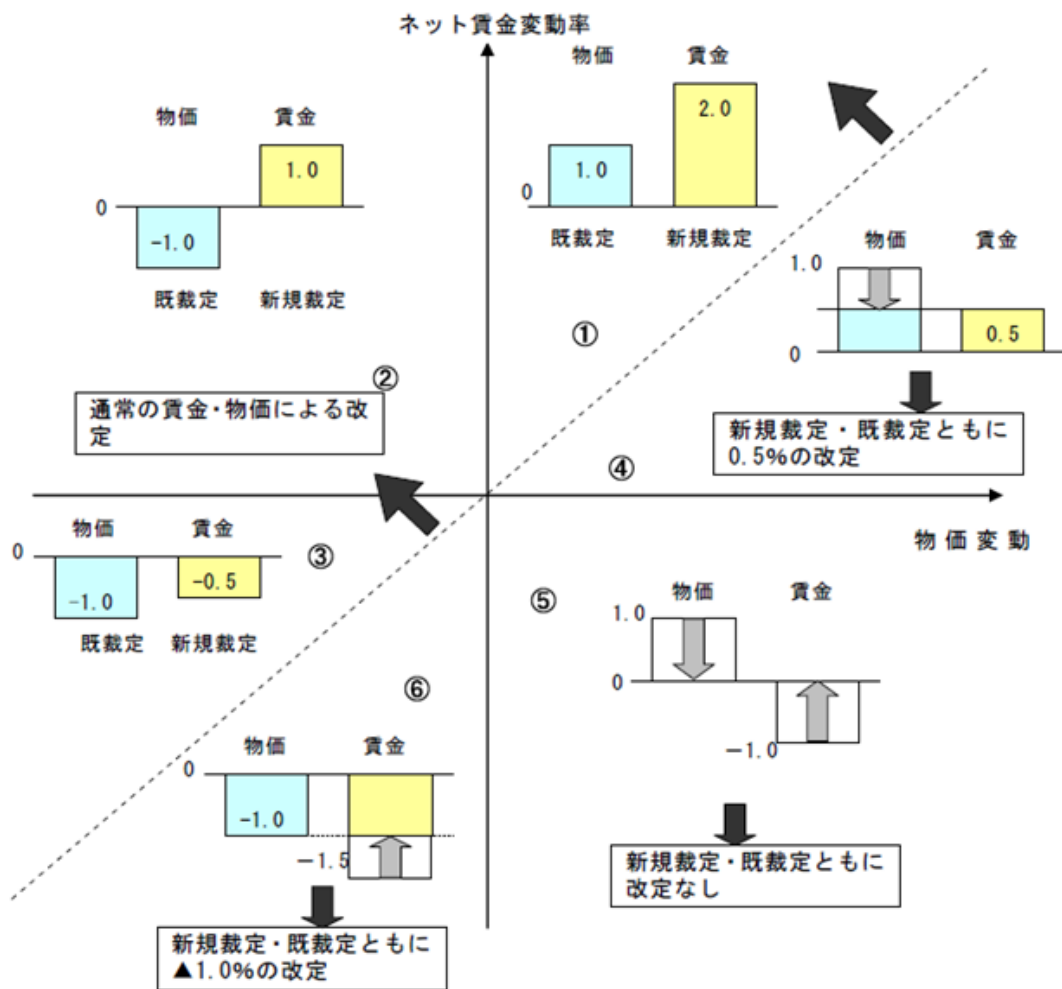 ネット賃金変動率
物価 賃金
-1.0
1.0
0
既裁定 新規裁定
物価 賃金
1.0
2.0
0
既裁定 新規裁定
①
②
通常の賃金・物価による改
定
物価 賃金
1.0
0.5
0
新規裁定・既裁定ともに
0.5%の改定
④
物価変動
物価 賃金
0
-1.0
-0.5
既裁定 新規裁定
③
⑤
物価 賃金
1.0
0
-1.0
新規裁定・既裁定ともに
改定なし
⑥
物価 賃金
0
-1.0
-1.5
新規裁定・既裁定ともに
▲1.0%の改定